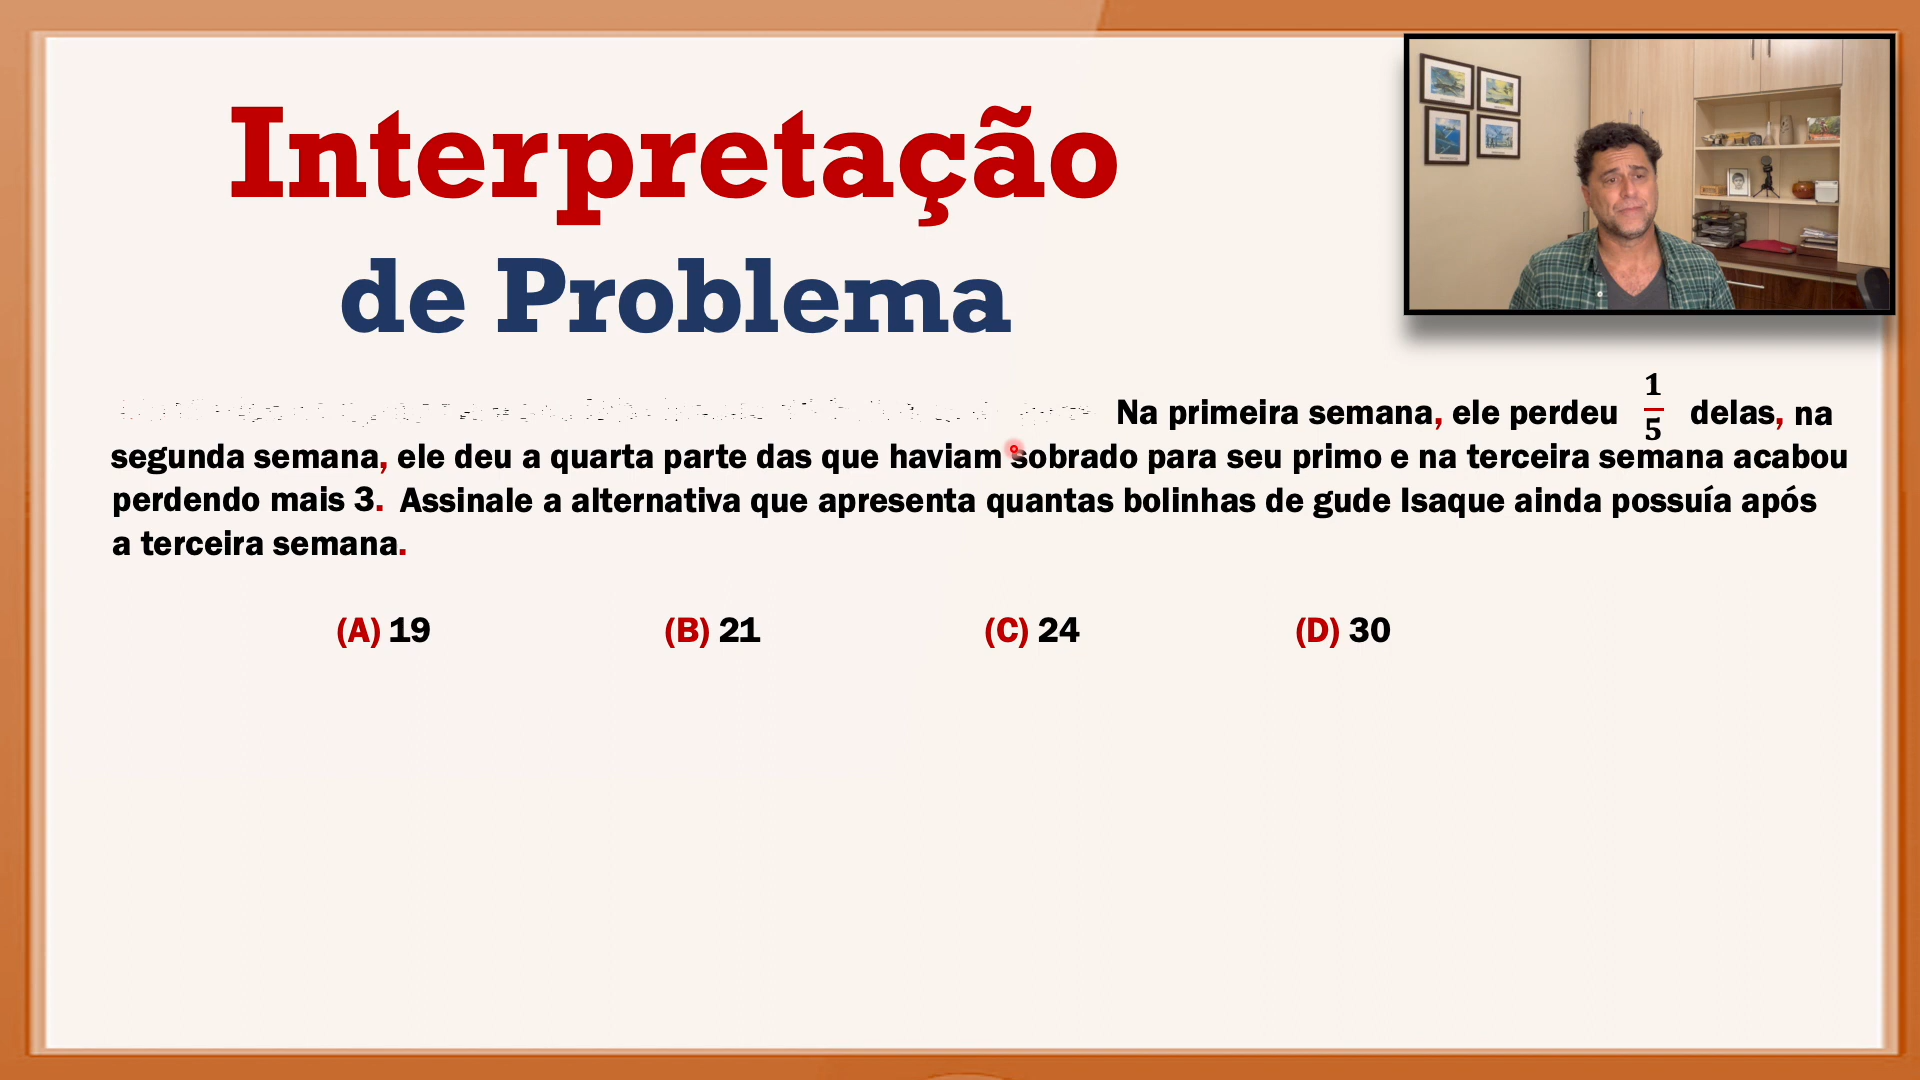 Interpretação
de Problema
Na primeira semana, ele perdeu 1/5 delas, na
segunda semana, ele deu a quarta parte das que haviam sobrado para seu primo e na terceira semana acabou
perdendo mais 3. Assinale a alternativa que apresenta quantas bolinhas de gude Isaque ainda possuía após
a terceira semana.
(A) 19 (B) 21 (C) 24 (D) 30